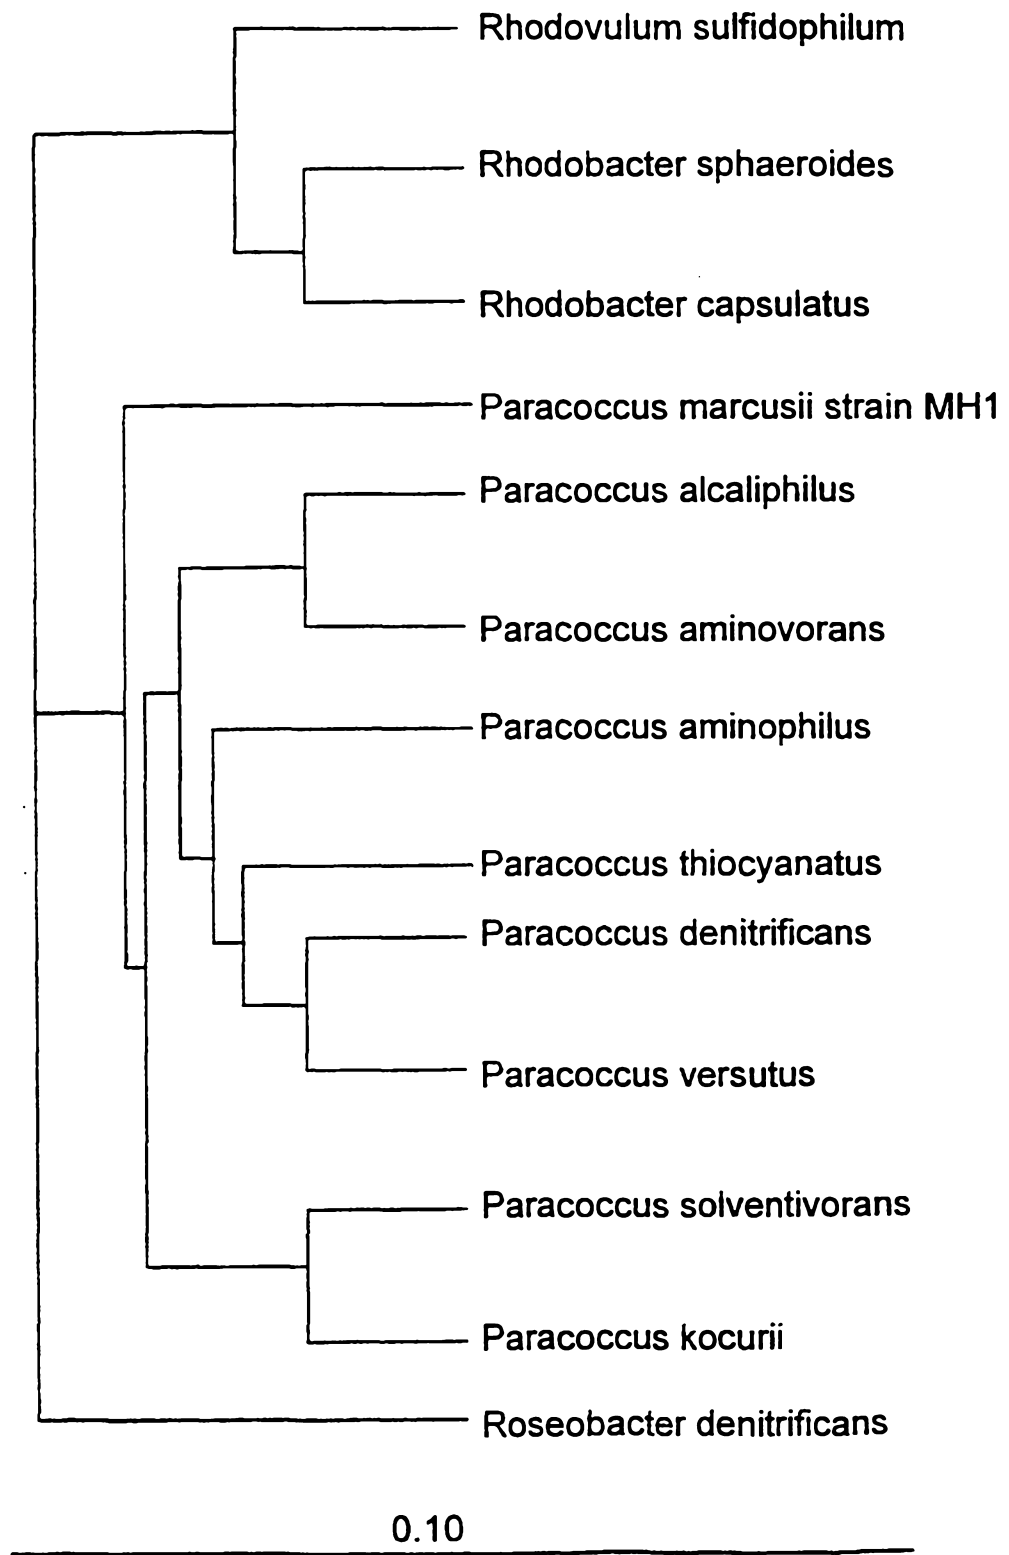 Rhodovulum sulfidophilum
Rhodobacter sphaeroides
Rhodobacter capsulatus
Paracoccus marcusii strain MH1
Paracoccus alcaliphilus
Paracoccus aminovorans
Paracoccus aminophilus
Paracoccus thiocyanatus
Paracoccus denitrificans
Paracoccus versutus
Paracoccus solventivorans
Paracoccus kocurii
Roseobacter denitrificans
0.10